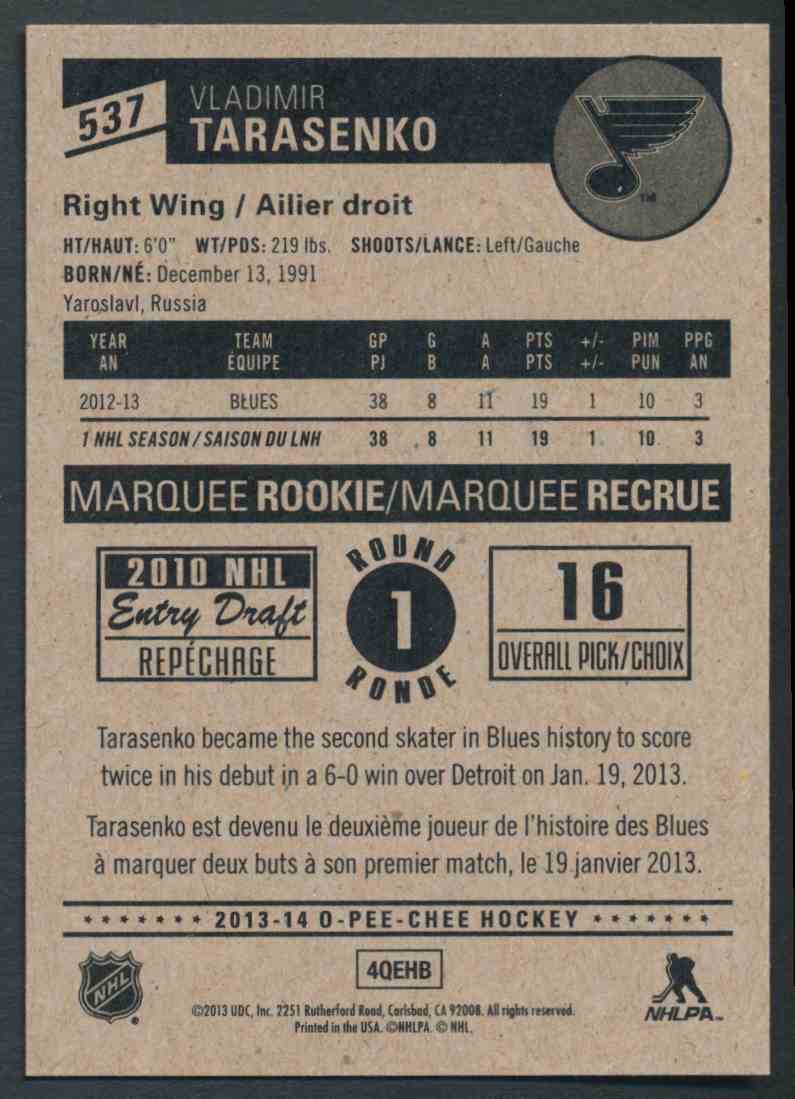 537
VLADIMIR
TARASENKO
TM
Right Wing / Ailier droit
HT/HAUT: 6'0" WT/PDS: 219 lbs. SHOOTS/LANCE: Left/Gauche
BORN/NÉ: December 13, 1991
Yaroslavl, Russia
YEAR TEAM GP G A PTS +/- PIM PPG
AN ÉQUIPE PJ B A PTS +/- PUN AN
2012-13 BLUES 38 8 11 19 1 10 3
1 NHL SEASON / SAISON DU LNH 38 8 11 19 1 10 3
MARQUEE ROOKIE/MARQUEE RECRUE
2010 NHL
Entry Draft
REPÉCHAGE
ROUND
1
RONDE
16
OVERALL PICK/CHOIX
Tarasenko became the second skater in Blues history to score
twice in his debut in a 6-0 win over Detroit on Jan. 19, 2013.
Tarasenko est devenu le deuxième joueur de l'histoire des Blues
à marquer deux buts à son premier match, le 19 janvier 2013.
★ ★ ★ ★ ★ ★ ★ 2013-14 O-PEE-CHEE HOCKEY ★ ★ ★ ★ ★ ★ ★
NHL
4QEHB
NHLPA™
©2013 UDC, Inc. 2251 Rutherford Road, Carlsbad, CA 92008. All rights reserved.
Printed in the USA. ©NHLPA. © NHL.